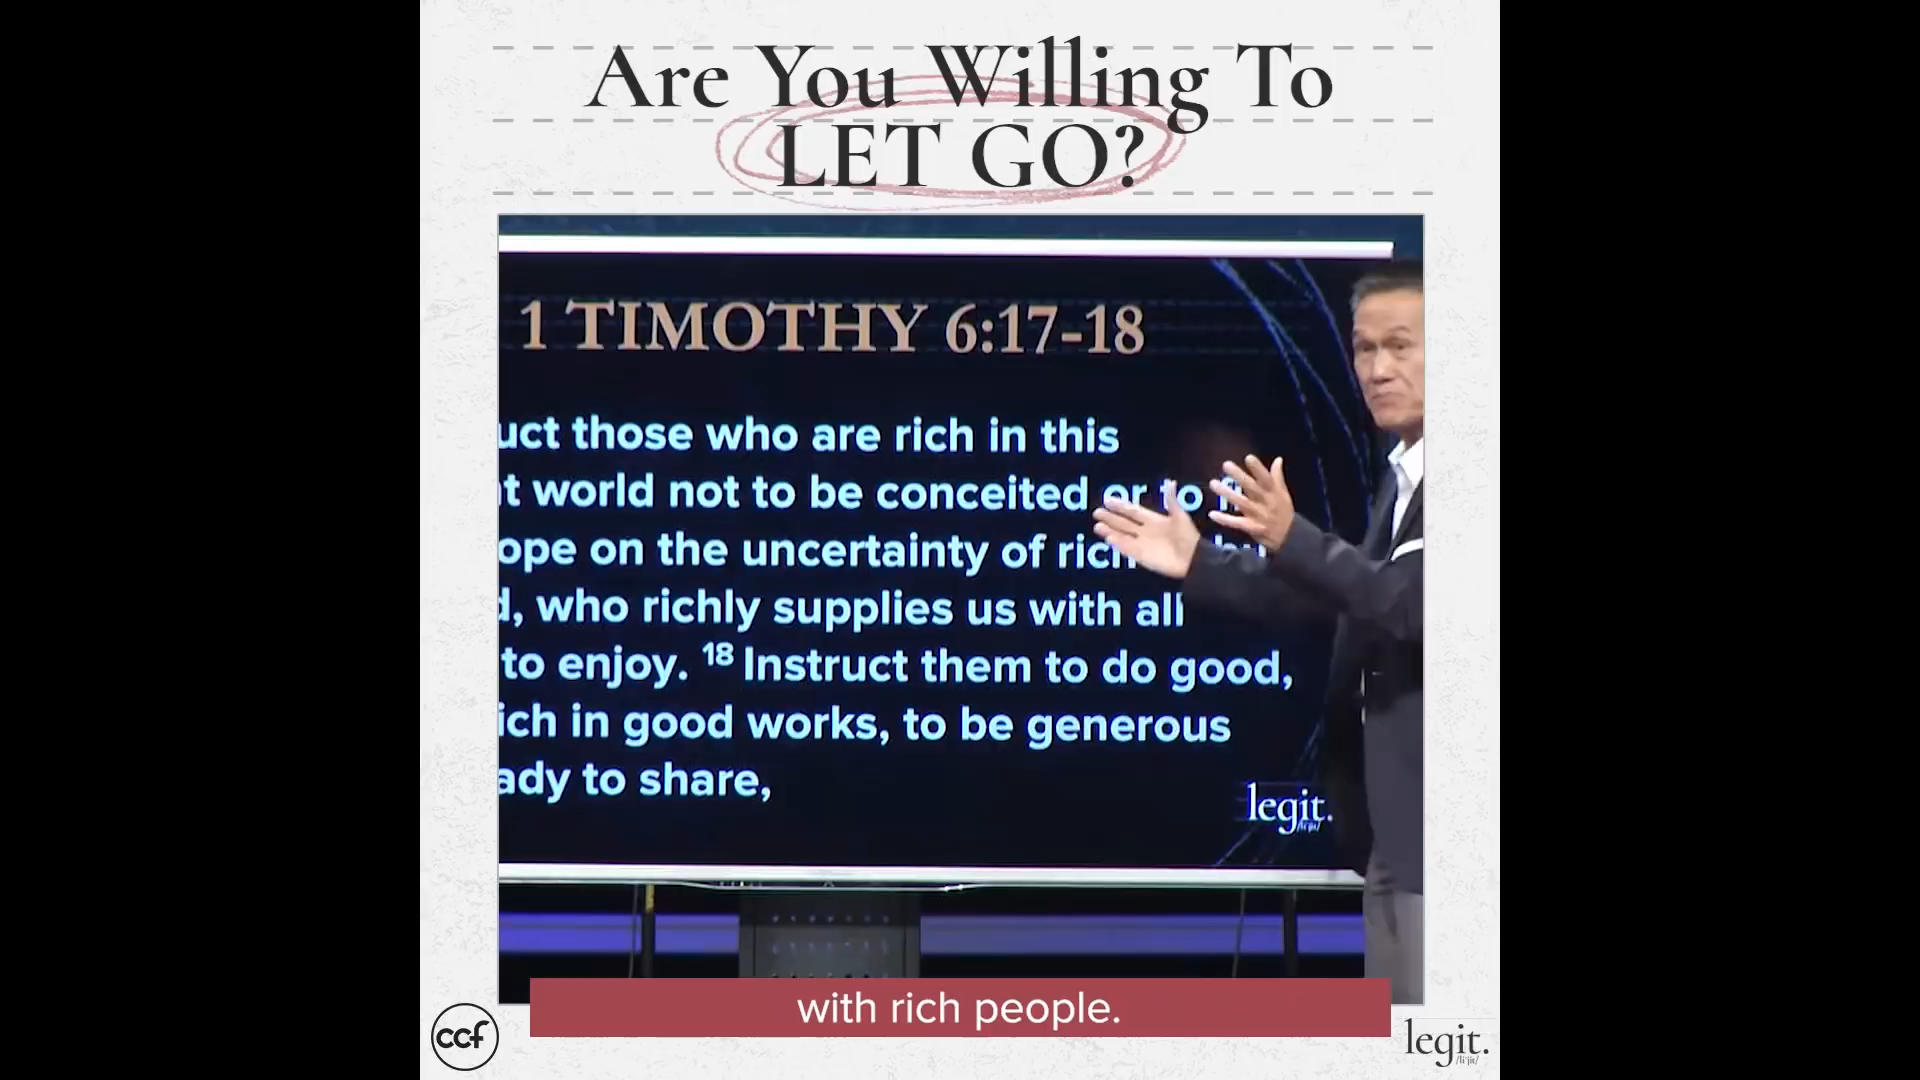 Are You Willing To
LET GO?
1 TIMOTHY 6:17-18
uct those who are rich in this
t world not to be conceited or to
ope on the uncertainty of
, who richly supplies us with all
to enjoy. 18 Instruct them to do good,
ich in good works, to be generous
ady to share,
legit.
with rich people.
ccf
legit.